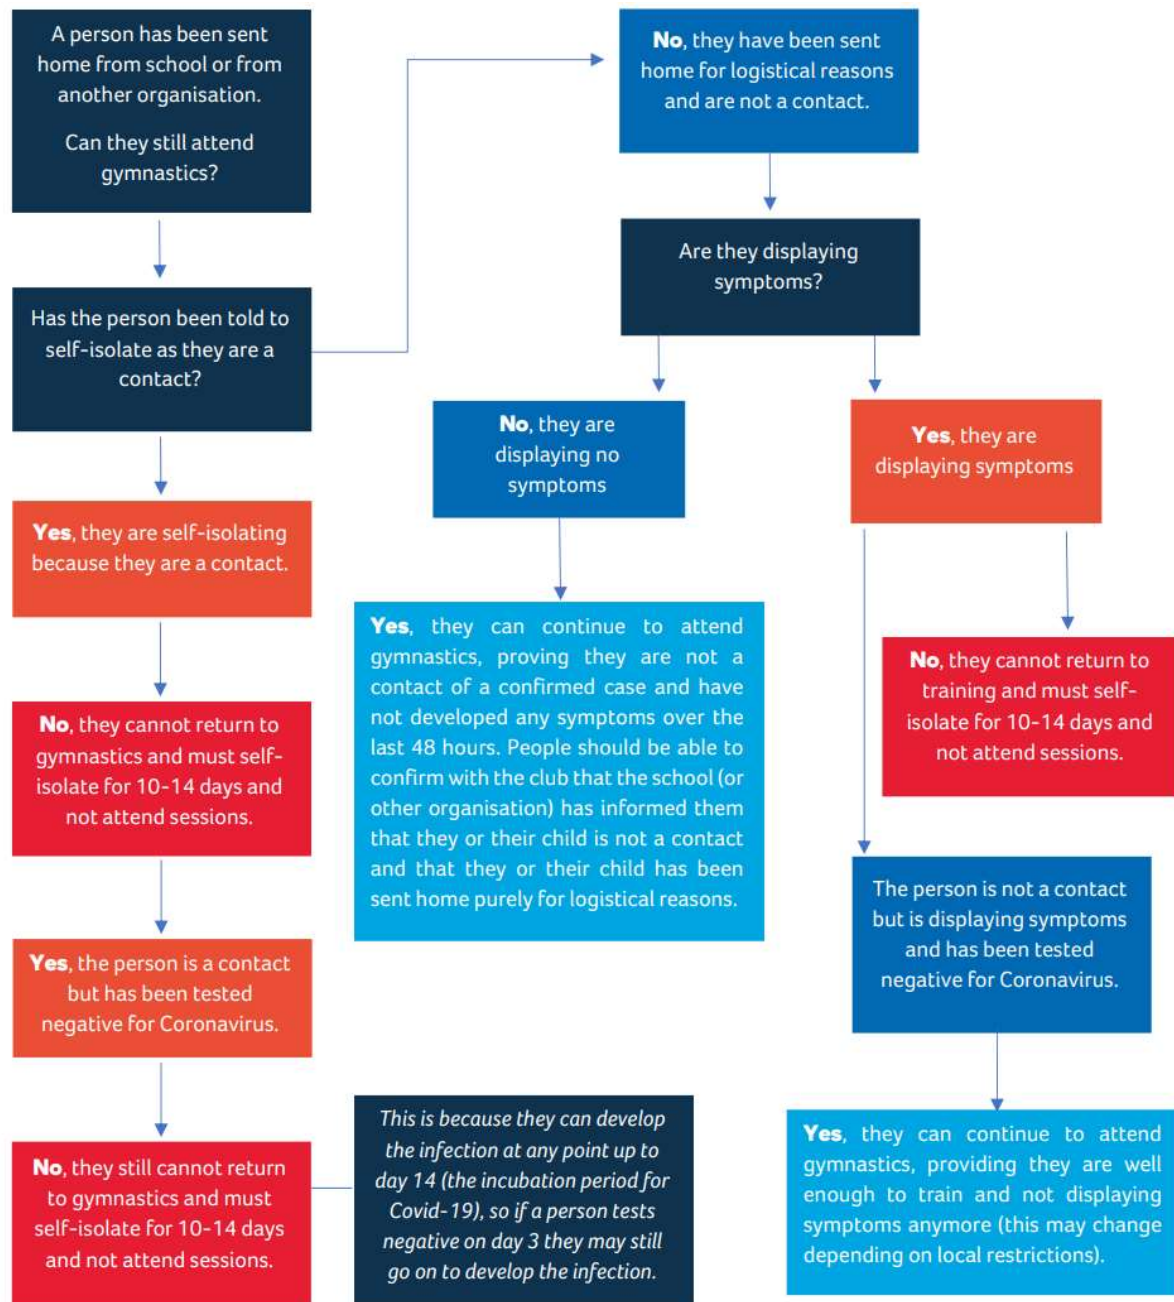 A person has been sent
home from school or from
another organisation.
Can they still attend
gymnastics?
Has the person been told to
self-isolate as they are a
contact?
Yes, they are self-isolating
because they are a contact.
No, they cannot return to
gymnastics and must self-
isolate for 10-14 days and
not attend sessions.
Yes, the person is a contact
but has been tested
negative for Coronavirus.
No, they still cannot return
to gymnastics and must
self-isolate for 10-14 days
and not attend sessions.
This is because they can develop
the infection at any point up to
day 14 (the incubation period for
Covid-19), so if a person tests
negative on day 3 they may still
go on to develop the infection.
No, they have been sent
home for logistical reasons
and are not a contact.
Are they displaying
symptoms?
No, they are
displaying no
symptoms
Yes, they can continue to attend
gymnastics, proving they are not a
contact of a confirmed case and have
not developed any symptoms over the
last 48 hours. People should be able to
confirm with the club that the school (or
other organisation) has informed them
that they or their child is not a contact
and that they or their child has been
sent home purely for logistical reasons.
Yes, they are
displaying symptoms
No, they cannot return to
training and must self-
isolate for 10-14 days and
not attend sessions.
The person is not a contact
but is displaying symptoms
and has been tested
negative for Coronavirus.
Yes, they can continue to attend
gymnastics, providing they are well
enough to train and not displaying
symptoms anymore (this may change
depending on local restrictions).